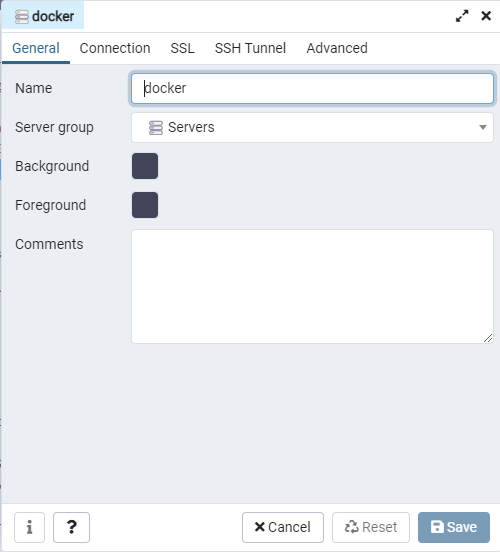 docker
General Connection SSL SSH Tunnel Advanced
Name docker
Server group Servers
Background
Foreground
Comments
i ? Cancel Reset Save